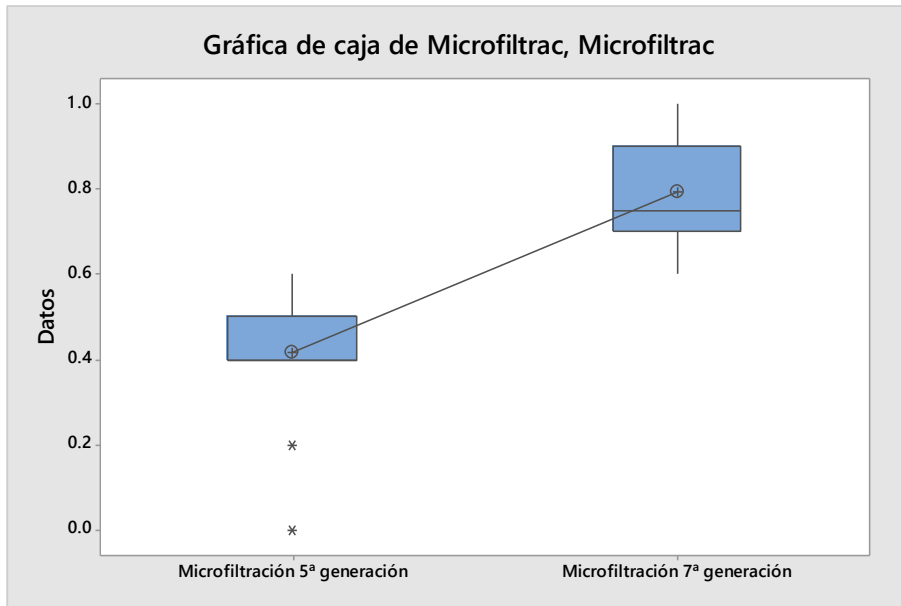 Gráfica de caja de Microfiltrac, Microfiltrac
Datos
1.0
0.8
0.6
0.4
0.2
0.0
Microfiltración 5ª generación
Microfiltración 7ª generación